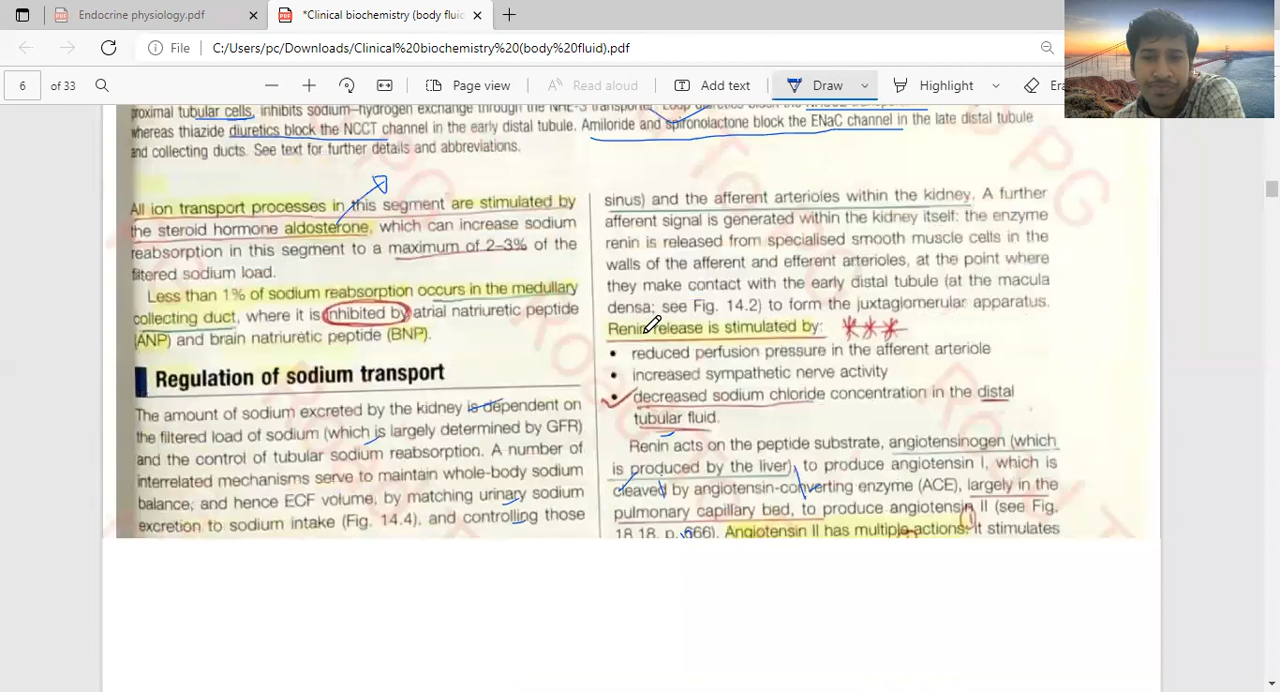 Endocrine physiology.pdf
*Clinical biochemistry (body fluid
File
C:/Users/pc/Downloads/Clinical%20biochemistry%20(body%20fluid).pdf
6 of 33
Page view
Read aloud
Add text
Draw
Highlight
Era
proximal tubular cells, inhibits sodium–hydrogen exchange through the NHE-3
whereas thiazide diuretics block the NCCT channel in the early distal tubule. Amiloride and spironolactone block the ENaC channel in the late distal tubule
and collecting ducts. See text for further details and abbreviations.
All ion transport processes in this segment are stimulated by
the steroid hormone aldosterone, which can increase sodium
reabsorption in this segment to a maximum of 2–3% of the
filtered sodium load.
Less than 1% of sodium reabsorption occurs in the medullary
collecting duct, where it is inhibited by atrial natriuretic peptide
(ANP) and brain natriuretic peptide (BNP).
Regulation of sodium transport
The amount of sodium excreted by the kidney is dependent on
the filtered load of sodium (which is largely determined by GFR)
and the control of tubular sodium reabsorption. A number of
interrelated mechanisms serve to maintain whole-body sodium
balance, and hence ECF volume, by matching urinary sodium
excretion to sodium intake (Fig. 14.4), and controlling those
sinus) and the afferent arterioles within the kidney. A further
afferent signal is generated within the kidney itself: the enzyme
renin is released from specialised smooth muscle cells in the
walls of the afferent and efferent arterioles, at the point where
they make contact with the early distal tubule (at the macula
densa; see Fig. 14.2) to form the juxtaglomerular apparatus.
Renin release is stimulated by: ***
• reduced perfusion pressure in the afferent arteriole
• increased sympathetic nerve activity
• decreased sodium chloride concentration in the distal
tubular fluid.
Renin acts on the peptide substrate, angiotensinogen (which
is produced by the liver), to produce angiotensin I, which is
cleaved by angiotensin-converting enzyme (ACE), largely in the
pulmonary capillary bed, to produce angiotensin II (see Fig.
18.18, p. 666). Angiotensin II has multiple actions: it stimulates